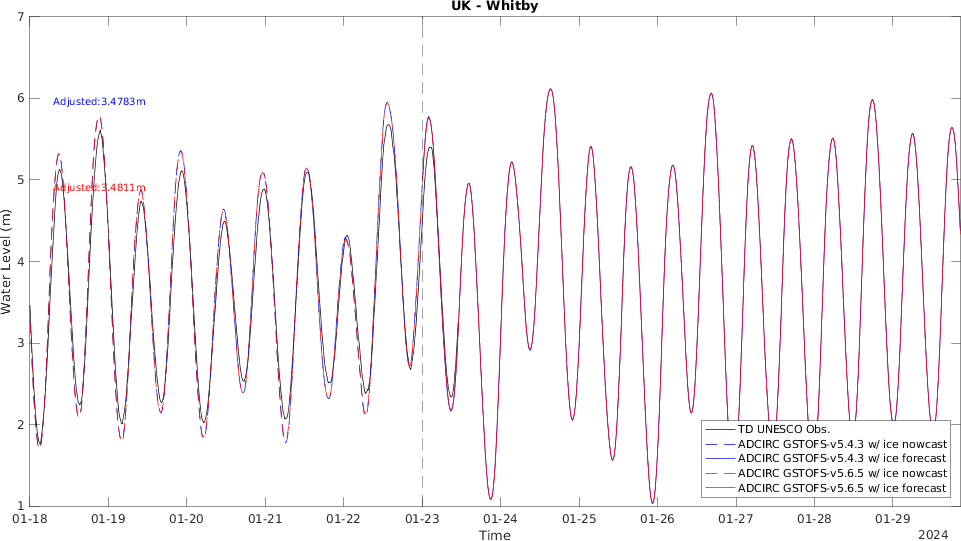 UK - Whitby
7
6
5
4
3
2
1
Water Level (m)
Adjusted:3.4783m
Adjusted:3.4811m
TD UNESCO Obs.
ADCIRC GSTOFS-v5.4.3 w/ ice nowcast
ADCIRC GSTOFS-v5.4.3 w/ ice forecast
ADCIRC GSTOFS-v5.6.5 w/ ice nowcast
ADCIRC GSTOFS-v5.6.5 w/ ice forecast
01-18 01-19 01-20 01-21 01-22 01-23 01-24 01-25 01-26 01-27 01-28 01-29
Time
2024